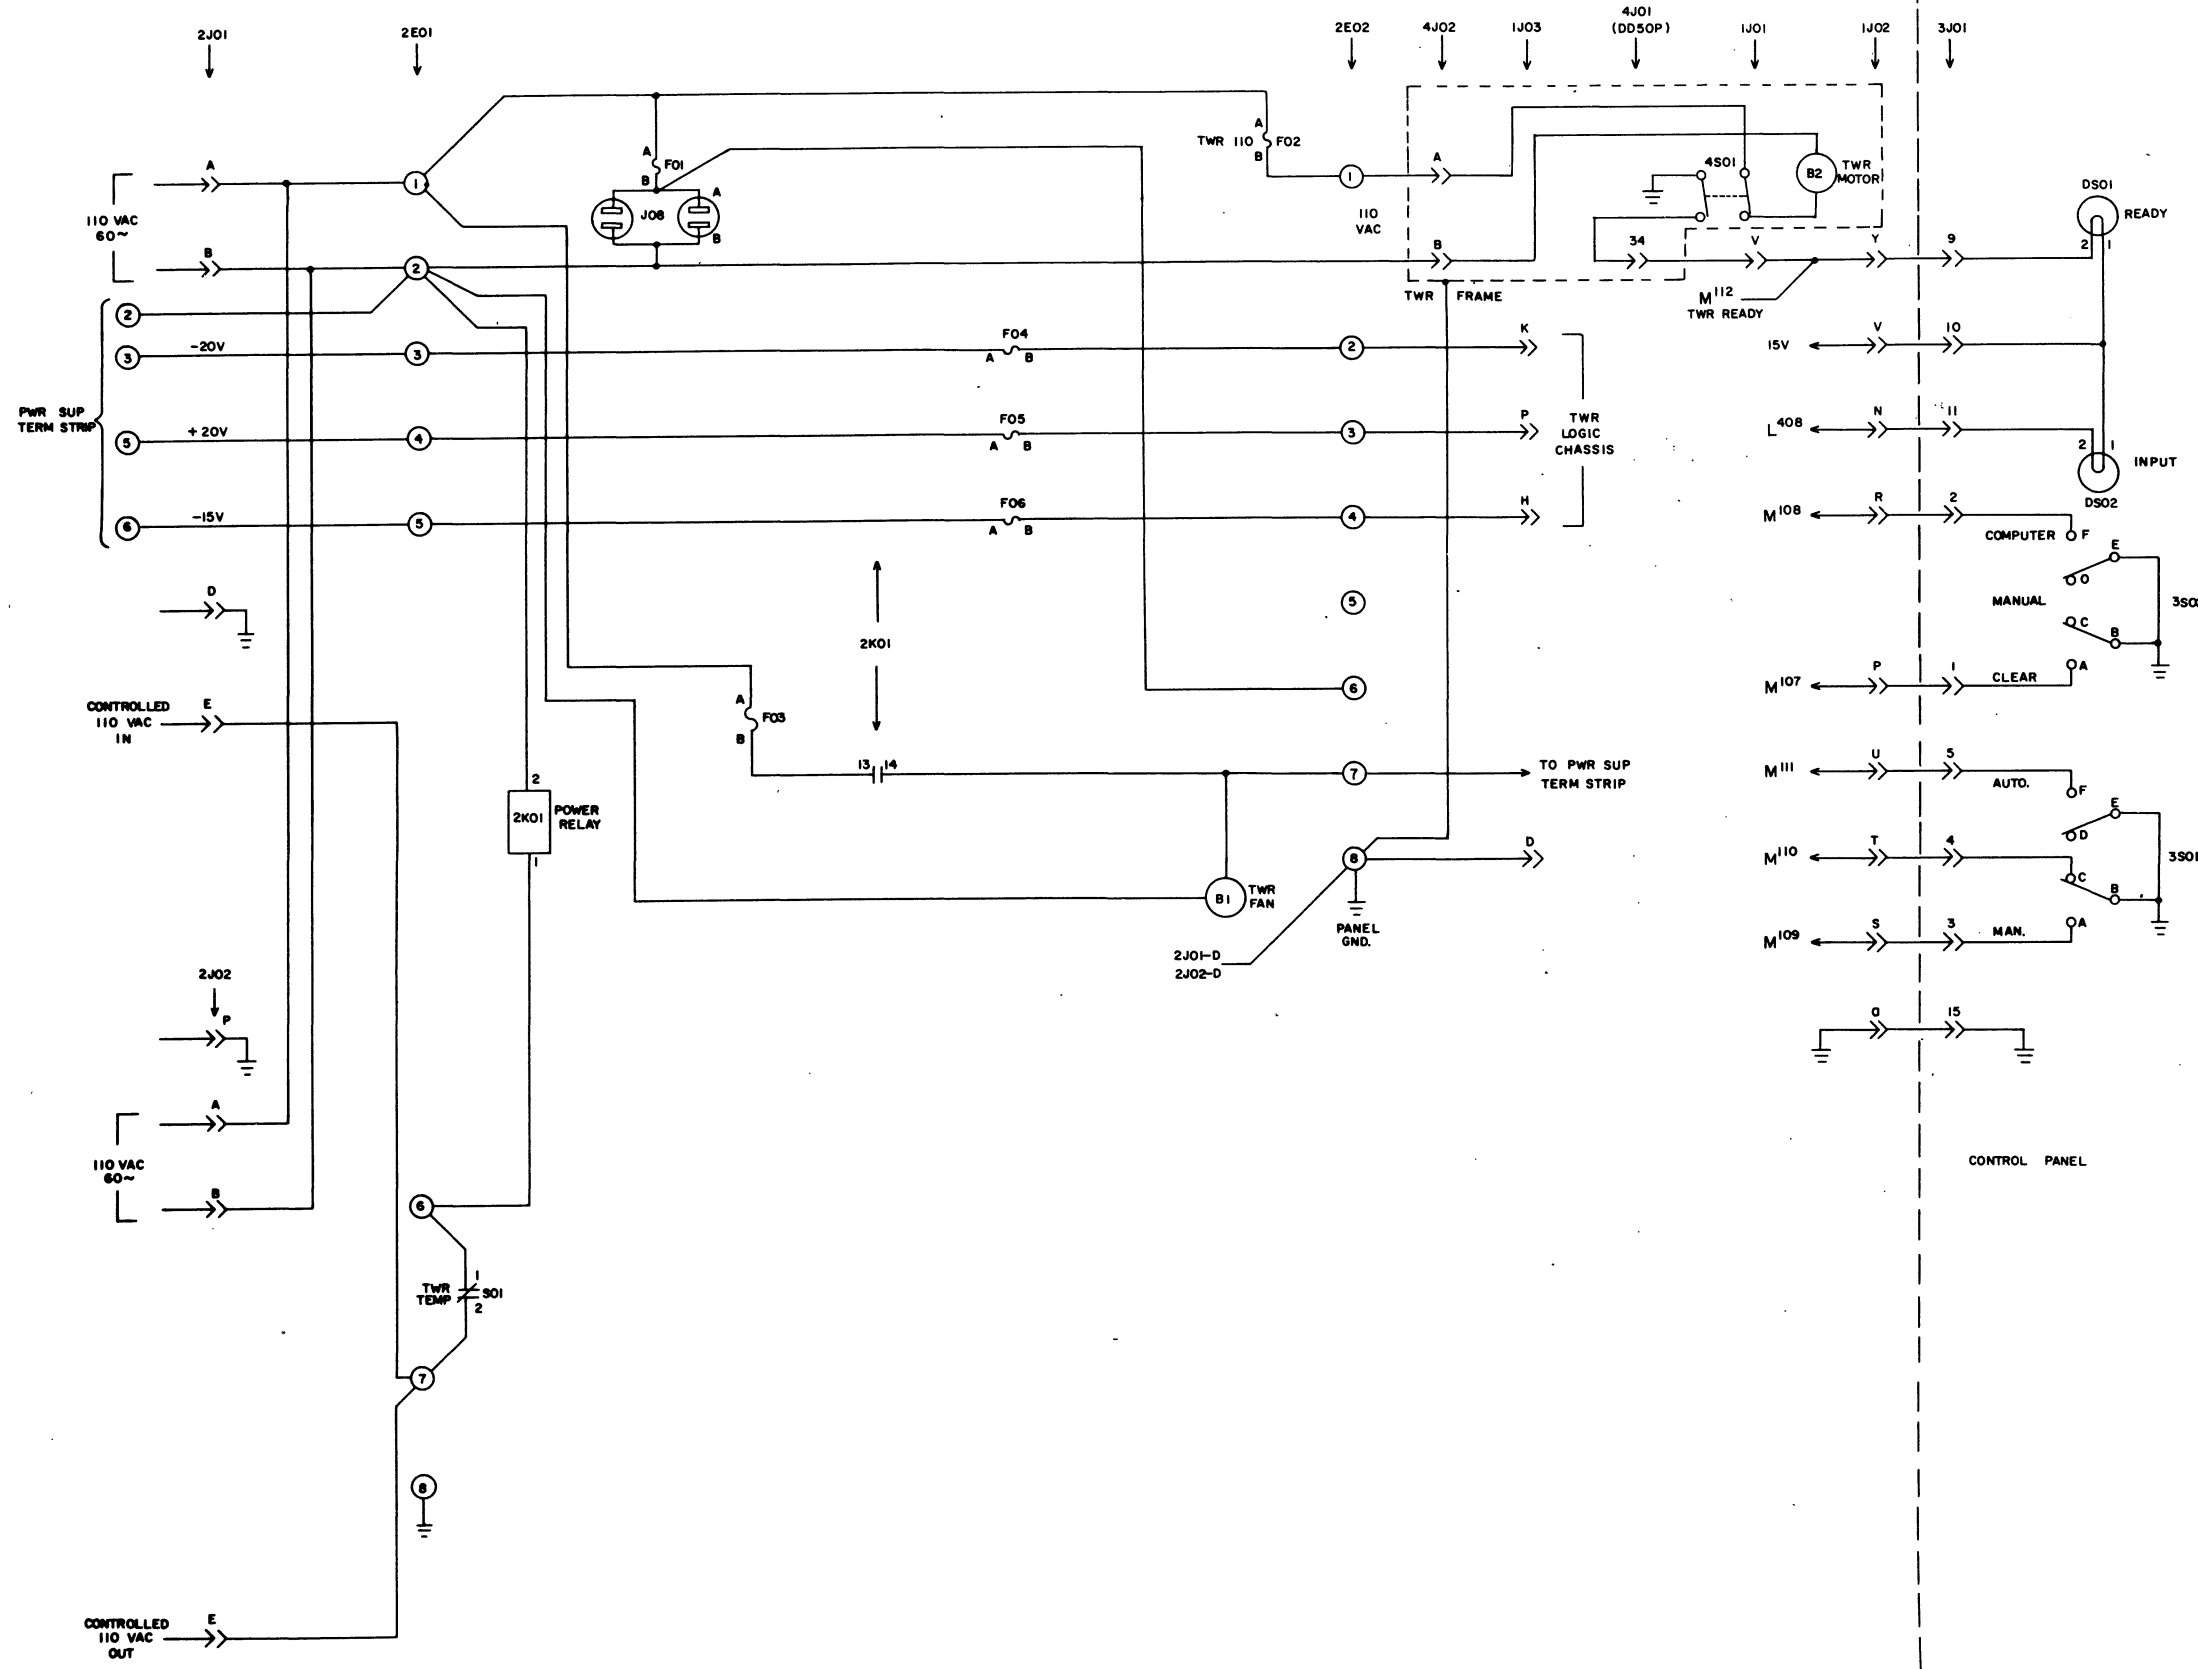 2J01
2E01
2E02
4J02
1J03
4J01
(DD50P)
1J01
1J02
3J01
A
110 VAC
60~
B
1
2
A
F01
B
J08
A
B
A
TWR 110
F02
B
1
110
VAC
A
B
4S01
B2
TWR
MOTOR
34
V
Y
9
TWR FRAME
M112
TWR READY
DS01
READY
2
1
2
3
-20V
3
F04
A
B
2
K
15V
V
10
PWR SUP
TERM STRIP
5
+20V
4
F05
A
B
3
P
TWR
LOGIC
CHASSIS
L408
N
11
2
1
INPUT
DS02
6
-15V
5
F06
A
B
4
H
M108
R
2
COMPUTER
F
E
O
MANUAL
C
B
A
D
2K01
5
6
M107
P
1
CLEAR
CONTROLLED
110 VAC
IN
E
A
F03
B
13
14
7
TO PWR SUP
TERM STRIP
M111
U
5
AUTO.
F
E
D
3S01
C
B
A
2
2K01
POWER
RELAY
1
M110
T
4
8
D
B1
TWR
FAN
PANEL
GND.
2J01-D
2J02-D
M109
S
3
MAN.
2J02
P
a
15
A
110 VAC
60~
B
CONTROL PANEL
6
TWR
TEMP
1
S01
2
7
8
CONTROLLED
110 VAC
OUT
E